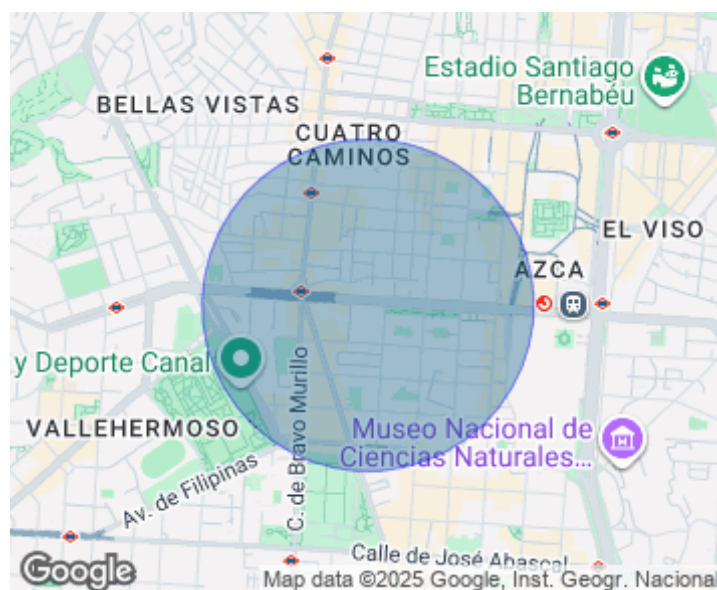 Estadio Santiago
Bernabéu
BELLAS VISTAS
CUATRO
CAMINOS
EL VISO
AZCA
y Deporte Canal
C. de Bravo Murillo
VALLEHERMOSO
Museo Nacional de
Ciencias Naturales...
Av. de Filipinas
Calle de José Abascal
Google
Map data ©2025 Google, Inst. Geogr. Nacional